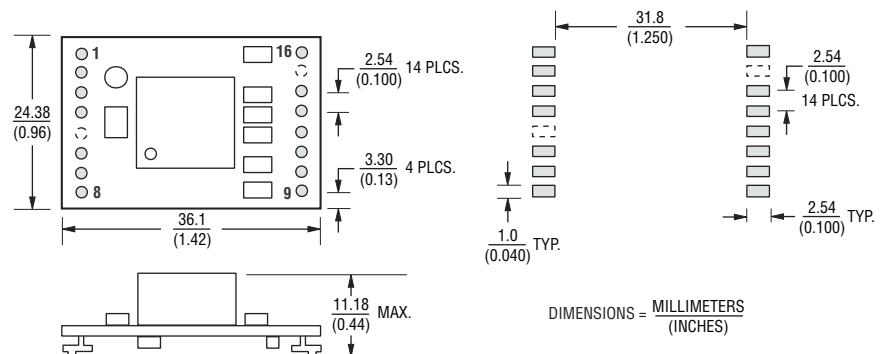 1
16
8
9
2.54
(0.100)
14 PLCS.
24.38
(0.96)
3.30
(0.13)
4 PLCS.
36.1
(1.42)
11.18
(0.44)
MAX.
31.8
(1.250)
2.54
(0.100)
14 PLCS.
1.0
(0.040)
TYP.
2.54
(0.100)
TYP.
DIMENSIONS = MILLIMETERS
(INCHES)